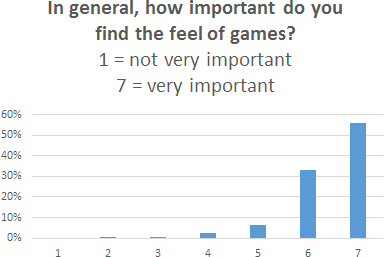 In general, how important do you
find the feel of games?
1 = not very important
7 = very important
60%
50%
40%
30%
20%
10%
0%
1 2 3 4 5 6 7